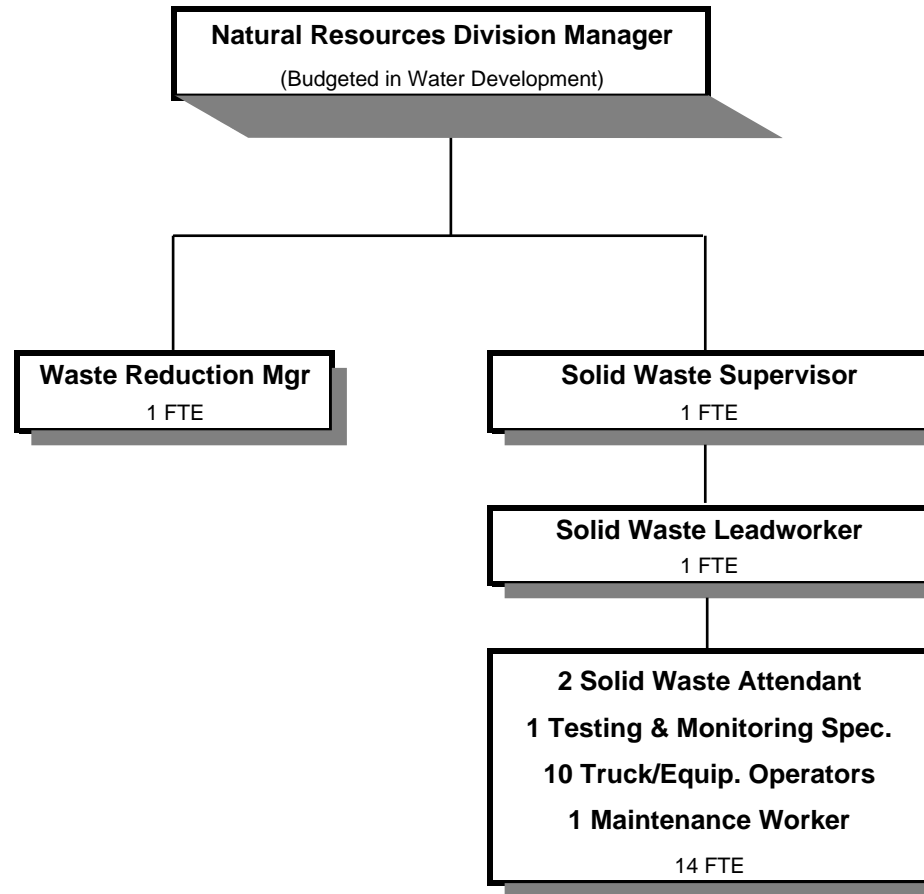 Natural Resources Division Manager
(Budgeted in Water Development)
Waste Reduction Mgr
1 FTE
Solid Waste Supervisor
1 FTE
Solid Waste Leadworker
1 FTE
2 Solid Waste Attendant
1 Testing & Monitoring Spec.
10 Truck/Equip. Operators
1 Maintenance Worker
14 FTE